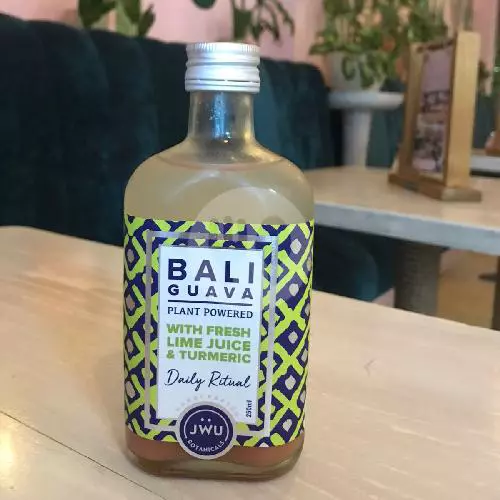 BALI
GUAVA
PLANT POWERED
WITH FRESH
LIME JUICE
& TURMERIC
Daily Ritual
250ml
JWU
BOTANICALS